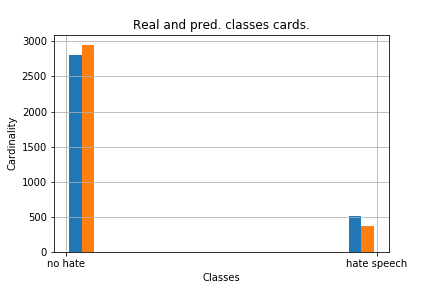 Real and pred. classes cards.
3000
2500
2000
1500
1000
500
0
Cardinality
no hate
hate speech
Classes